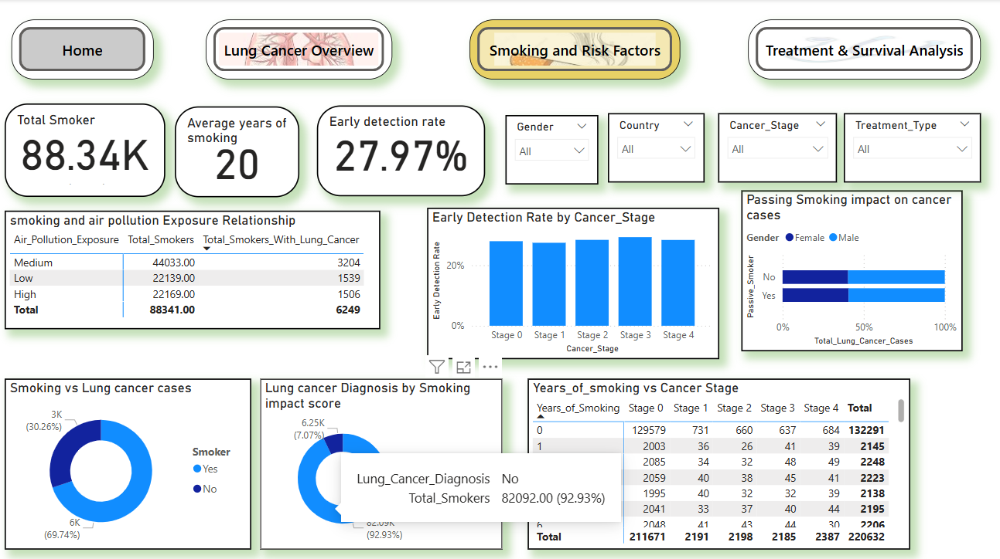 Home
Lung Cancer Overview
Smoking and Risk Factors
Treatment & Survival Analysis
Total Smoker
88.34K
Average years of
smoking
20
Early detection rate
27.97%
Gender
All
Country
All
Cancer_Stage
All
Treatment_Type
All
smoking and air pollution Exposure Relationship
Air_Pollution_Exposure Total_Smokers Total_Smokers_With_Lung_Cancer
Medium 44033.00 3204
Low 22139.00 1539
High 22169.00 1506
Total 88341.00 6249
Early Detection Rate by Cancer_Stage
Early Detection Rate
20%
0%
Stage 0 Stage 1 Stage 2 Stage 3 Stage 4
Cancer_Stage
Passing Smoking impact on cancer
cases
Gender Female Male
Passive_Smoker
No
Yes
0% 50% 100%
Total_Lung_Cancer_Cases
Smoking vs Lung cancer cases
3K
(30.26%)
6K
(69.74%)
Smoker
Yes
No
Lung cancer Diagnosis by Smoking
impact score
6.25K
(7.07%)
82.09K
(92.93%)
Lung_Cancer_Diagnosis No
Total_Smokers 82092.00 (92.93%)
Years_of_smoking vs Cancer Stage
Years_of_Smoking Stage 0 Stage 1 Stage 2 Stage 3 Stage 4 Total
0 129579 731 660 637 684 132291
1 2003 36 26 41 39 2145
2085 34 32 48 49 2248
2059 40 38 45 41 2223
1995 40 32 32 39 2138
2041 33 37 40 44 2195
6 2048 41 43 44 30 2206
Total 211671 2191 2198 2185 2387 220632